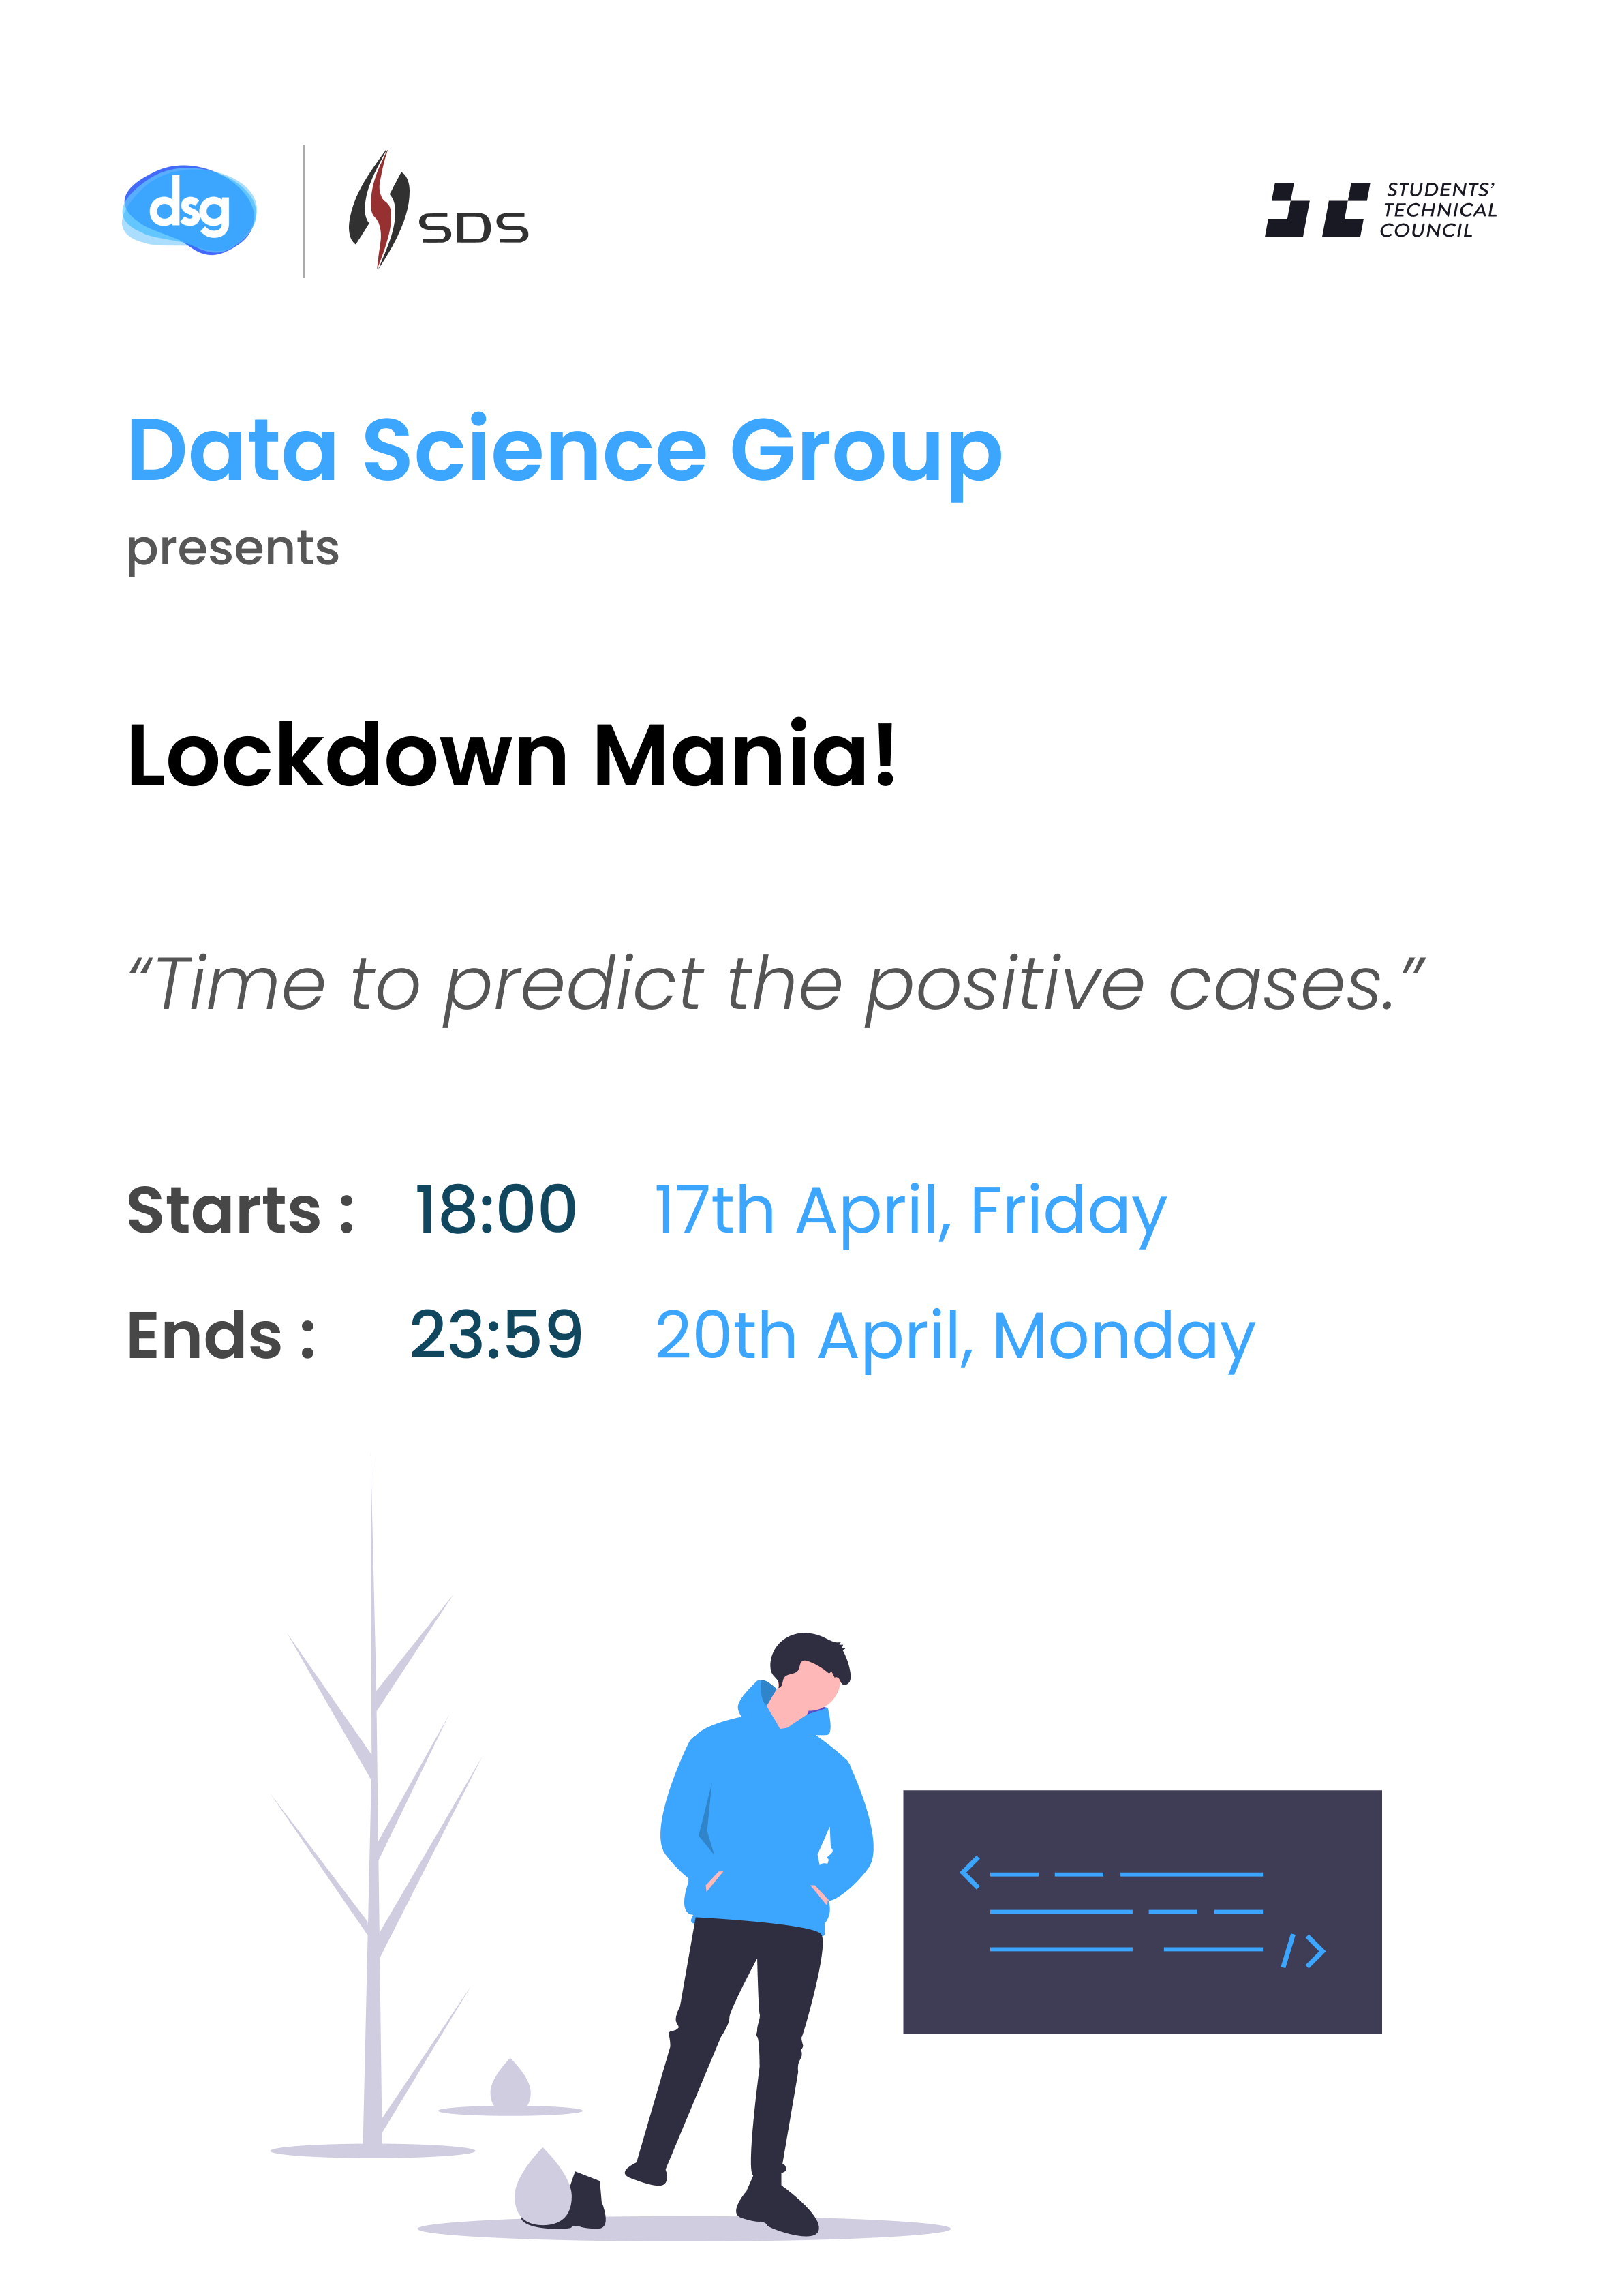 dsg
SDS
STUDENTS’
TECHNICAL
COUNCIL
Data Science Group
presents
Lockdown Mania!
“Time to predict the positive cases.”
Starts : 18:00 17th April, Friday
Ends : 23:59 20th April, Monday